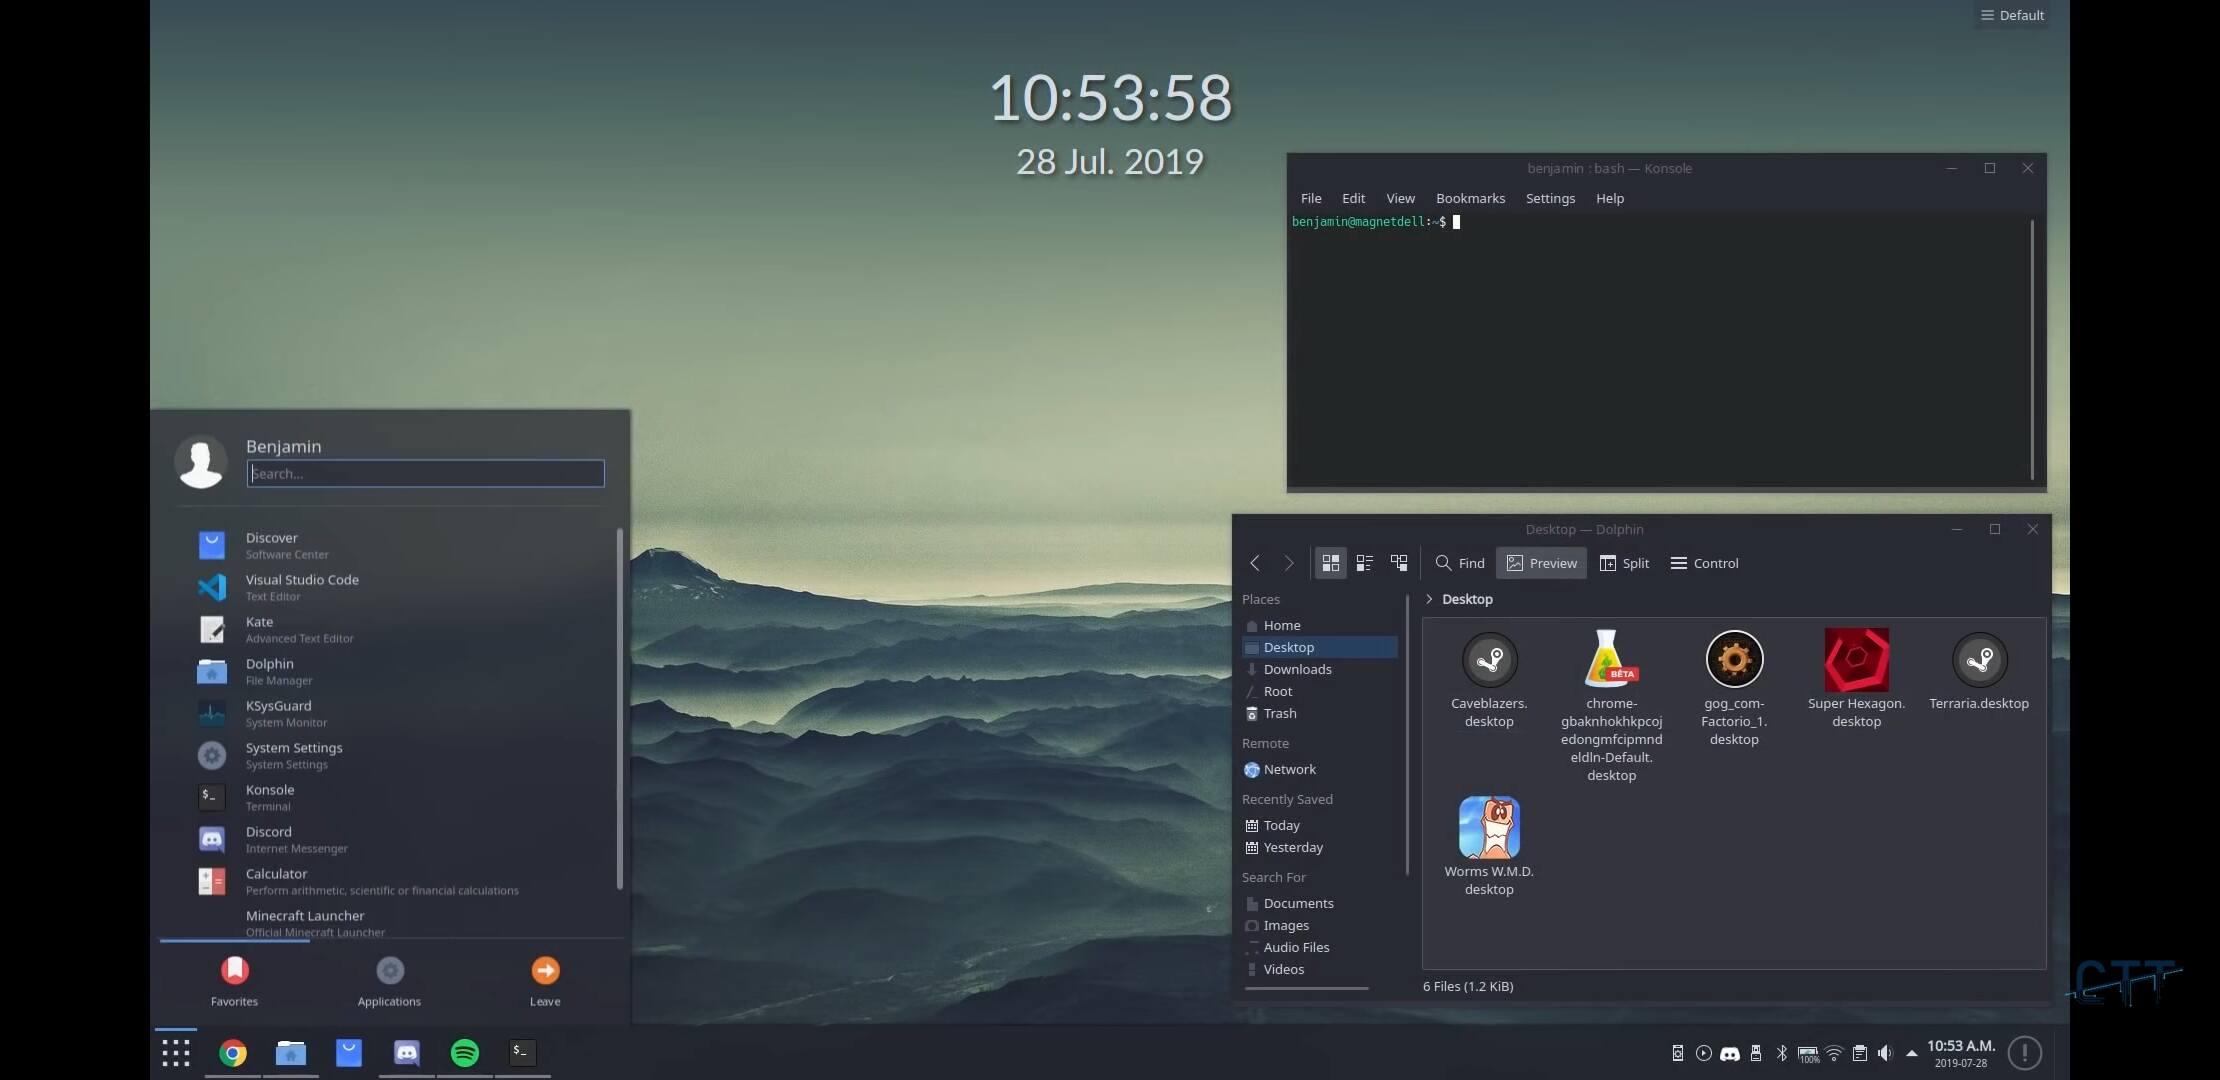 Default
10:53:58
28 Jul. 2019
benjamin : bash — Konsole
File Edit View Bookmarks Settings Help
benjamin@magnetdell:~$
Benjamin
Search...
Discover
Software Center
Visual Studio Code
Text Editor
Kate
Advanced Text Editor
Dolphin
File Manager
KSysGuard
System Monitor
System Settings
System Settings
$_
Konsole
Terminal
Discord
Internet Messenger
Calculator
Perform arithmetic, scientific or financial calculations
Minecraft Launcher
Official Minecraft Launcher
Favorites
Applications
Leave
Desktop — Dolphin
Find
Preview
Split
Control
Places
Home
Desktop
Downloads
Root
Trash
Remote
Network
Recently Saved
Today
Yesterday
Search For
Documents
Images
Audio Files
Videos
Desktop
Caveblazers.
desktop
BETA
chrome-
gbaknhokhkpcoj
edongmfcipmnd
eldln-Default.
desktop
gog_com-
Factorio_1.
desktop
Super Hexagon.
desktop
Terraria.desktop
Worms W.M.D.
desktop
6 Files (1.2 KiB)
CTT
$_
100%
10:53 A.M.
2019-07-28